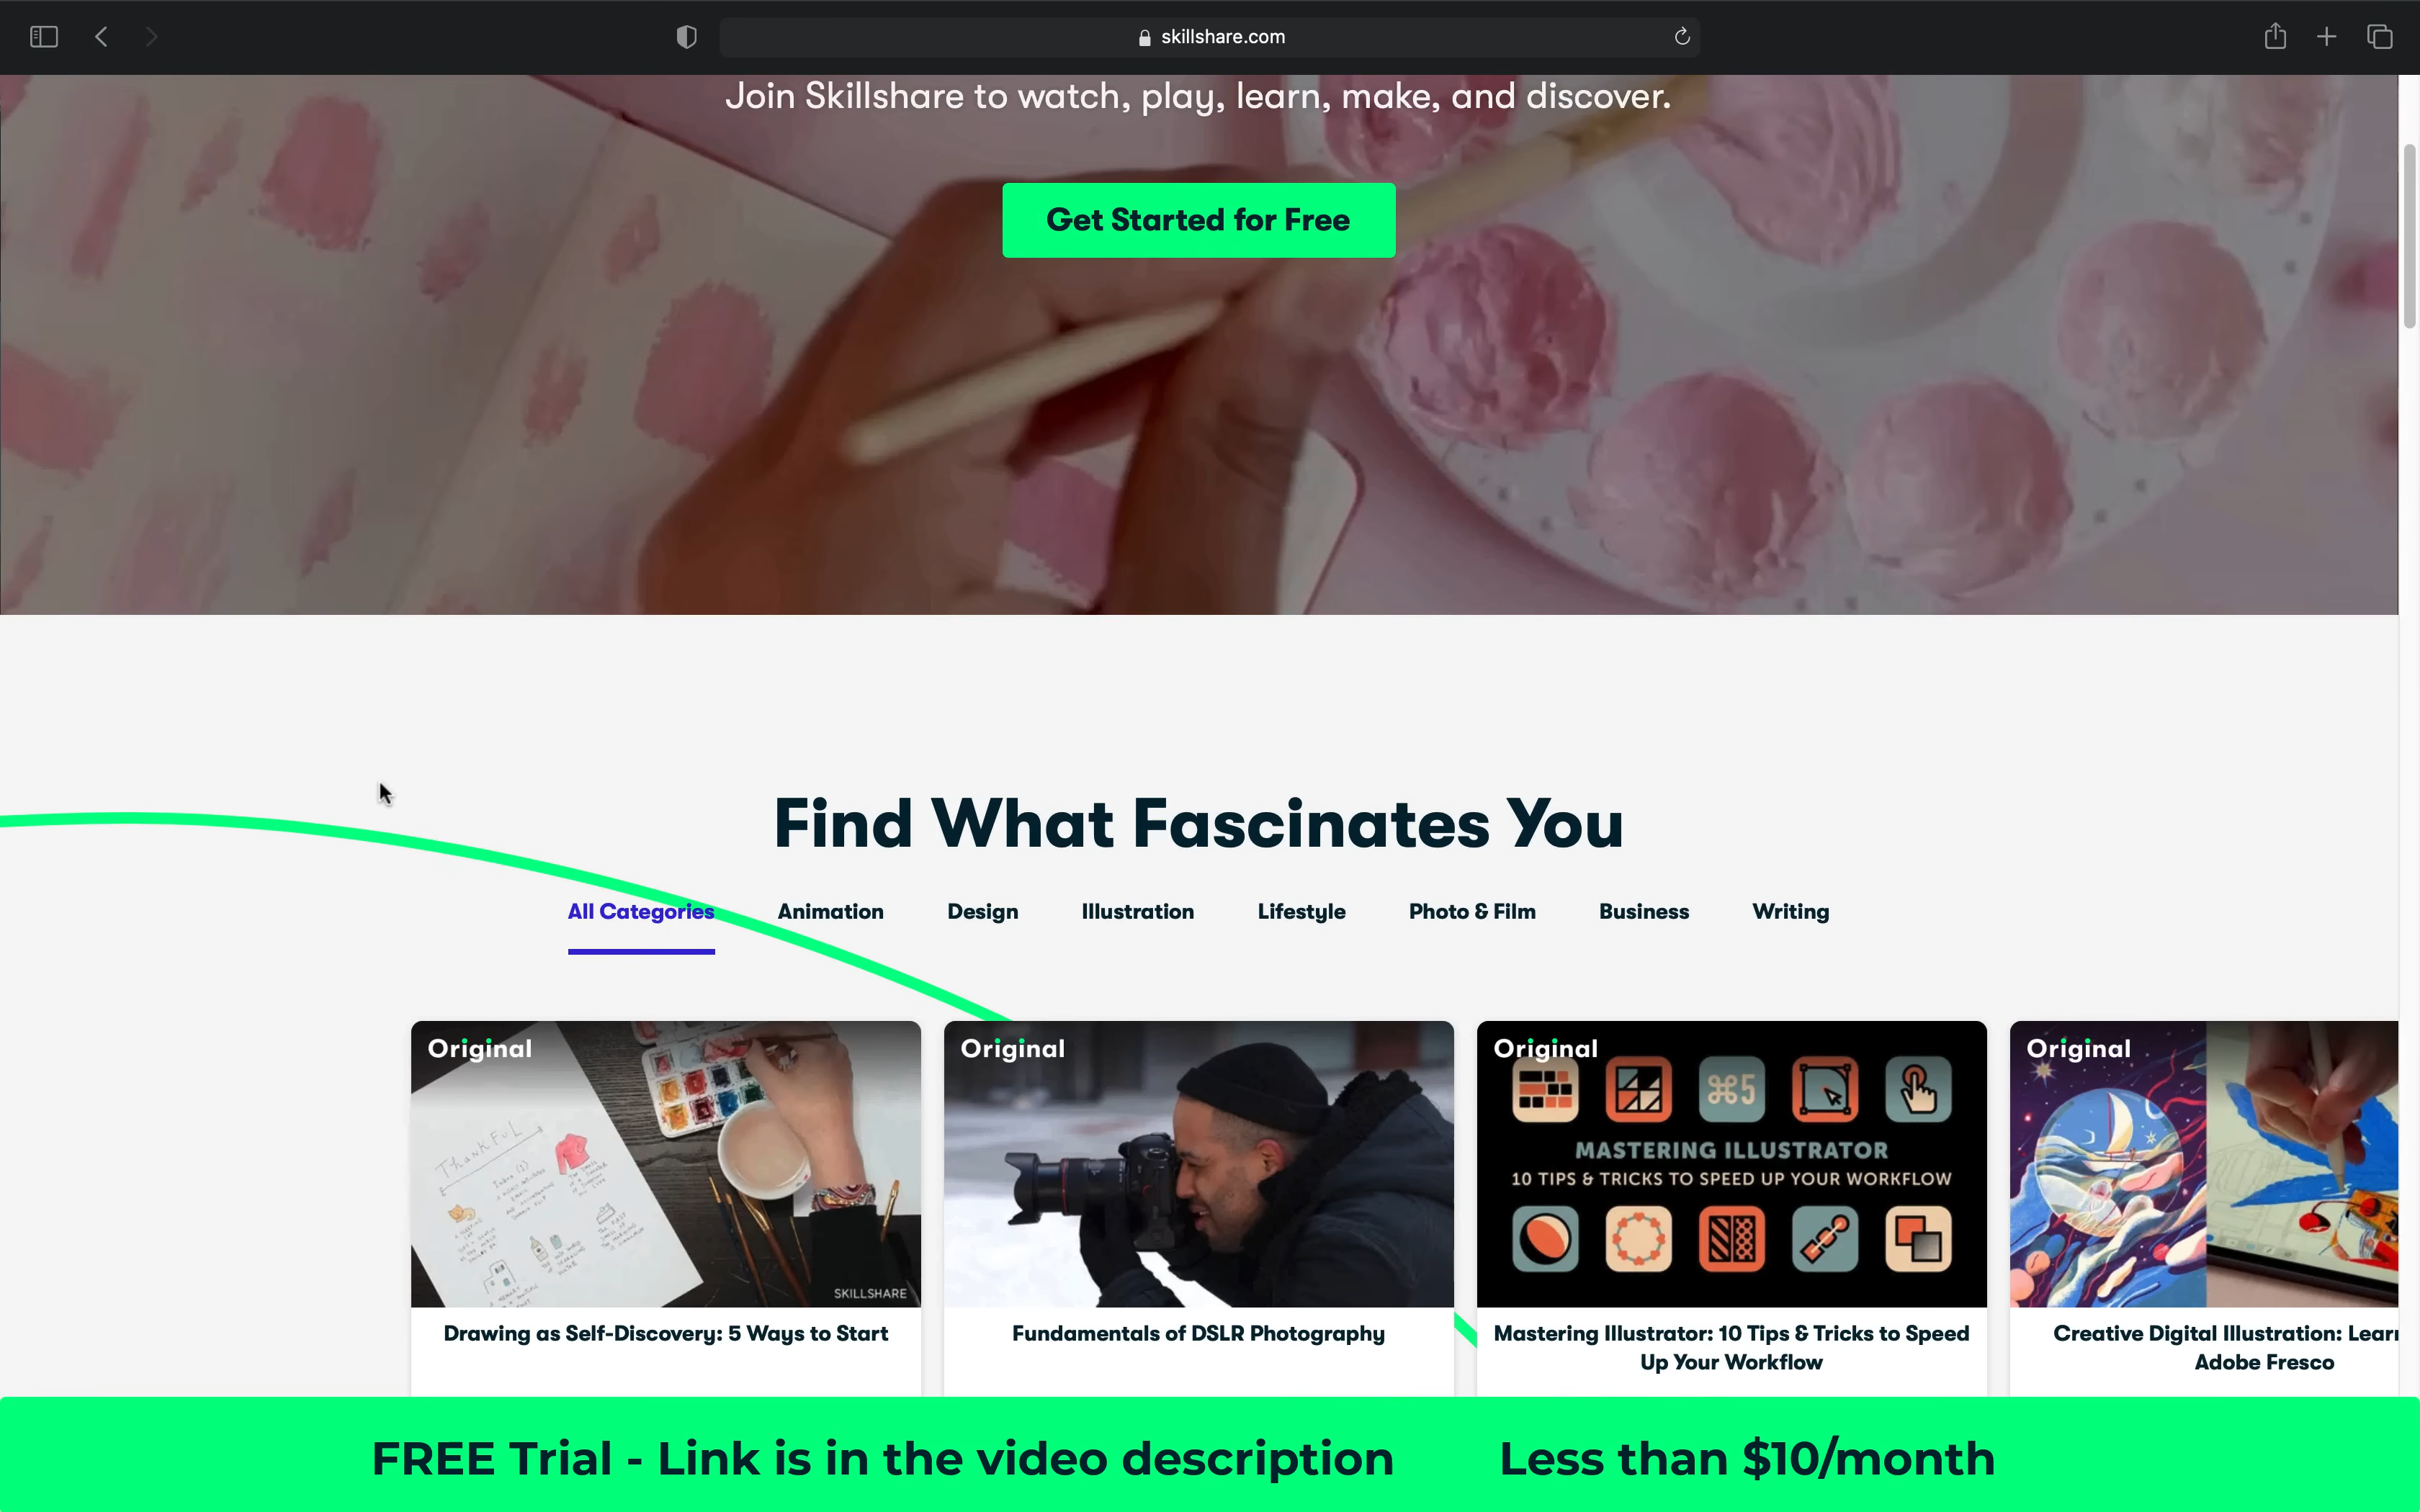 skillshare.com
Join Skillshare to watch, play, learn, make, and discover.
Get Started for Free
Find What Fascinates You
All Categories
Animation
Design
Illustration
Lifestyle
Photo & Film
Business
Writing
Original
THANKFUL
SKILLSHARE
Drawing as Self-Discovery: 5 Ways to Start
Original
Fundamentals of DSLR Photography
Original
⌘5
MASTERING ILLUSTRATOR
10 TIPS & TRICKS TO SPEED UP YOUR WORKFLOW
Mastering Illustrator: 10 Tips & Tricks to Speed
Up Your Workflow
Original
Creative Digital Illustration: Lear
Adobe Fresco
FREE Trial - Link is in the video description
Less than $10/month